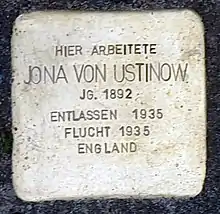 HIER ARBEITETE
JONA VON USTINOW
JG. 1892
ENTLASSEN 1935
FLUCHT 1935
ENGLAND